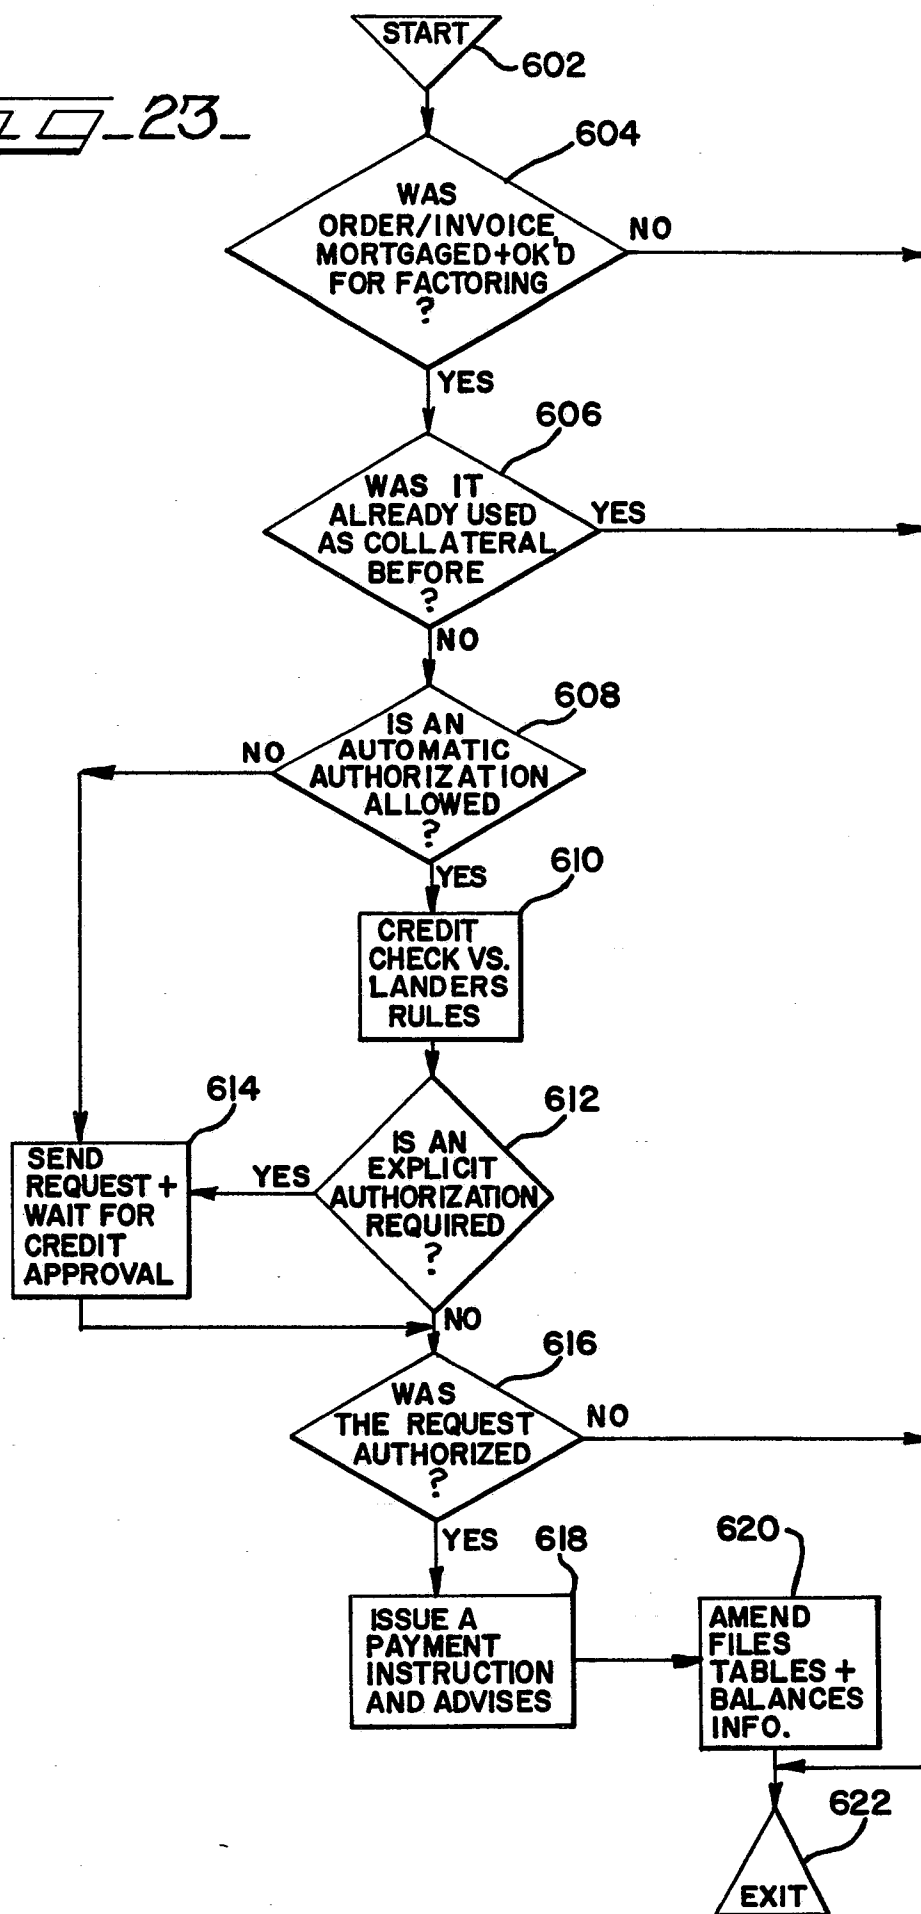 START
602
_23_
604
WAS
ORDER/INVOICE
MORTGAGED+OK'D
FOR FACTORING
?
NO
YES
606
WAS IT
ALREADY USED
AS COLLATERAL
BEFORE
?
YES
NO
608
IS AN
AUTOMATIC
AUTHORIZATION
ALLOWED
?
NO
YES
610
CREDIT
CHECK VS.
LANDERS
RULES
614
SEND
REQUEST +
WAIT FOR
CREDIT
APPROVAL
612
IS AN
EXPLICIT
AUTHORIZATION
REQUIRED
?
YES
NO
616
WAS
THE REQUEST
AUTHORIZED
?
NO
YES
618
ISSUE A
PAYMENT
INSTRUCTION
AND ADVISES
620
AMEND
FILES
TABLES +
BALANCES
INFO.
622
EXIT